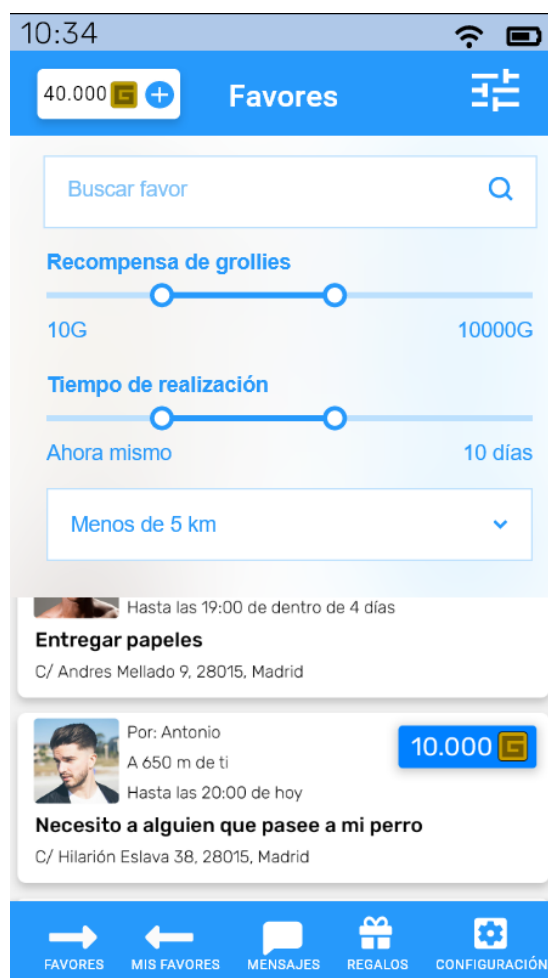 10:34
40.000 G
Favores
Buscar favor
Recompensa de grollies
10G 10000G
Tiempo de realización
Ahora mismo 10 días
Menos de 5 km
Hasta las 19:00 de dentro de 4 días
Entregar papeles
C/ Andres Mellado 9, 28015, Madrid
Por: Antonio
10.000 G
A 650 m de ti
Hasta las 20:00 de hoy
Necesito a alguien que pasee a mi perro
C/ Hilarión Eslava 38, 28015, Madrid
FAVORES MIS FAVORES MENSAJES REGALOS CONFIGURACIÓN